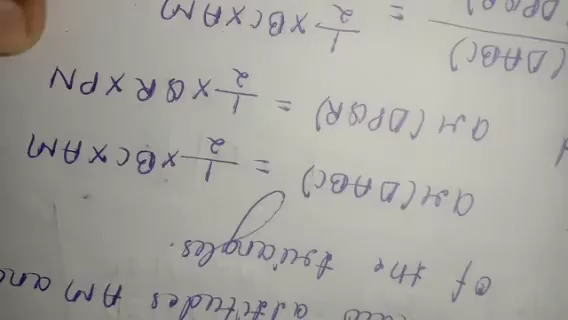 altitudes AM and
of the triangles.
ar(ΔABC) = 1/2 × BC × AM
ar(ΔPQR) = 1/2 × QR × PN
(ΔABC) = 1/2 × BC × AM